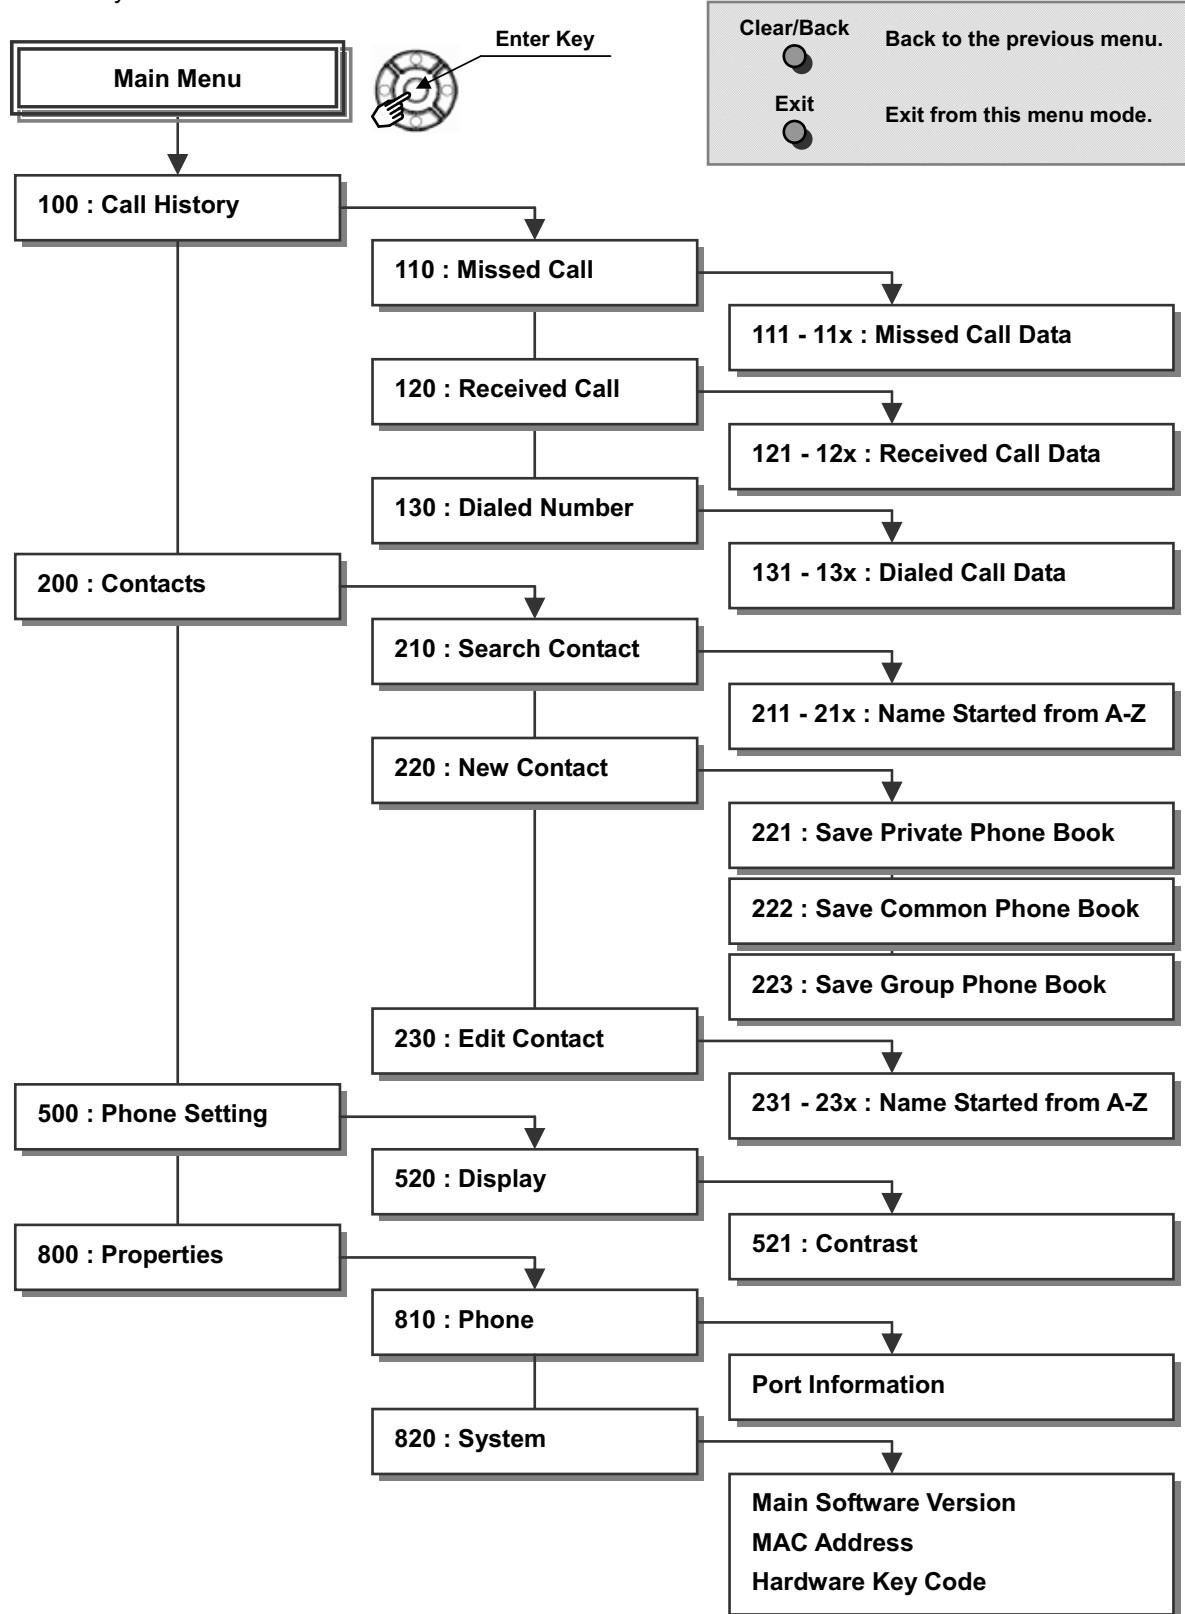 Enter Key
Main Menu
Clear/Back
Back to the previous menu.
Exit
Exit from this menu mode.
100 : Call History
110 : Missed Call
111 - 11x : Missed Call Data
120 : Received Call
121 - 12x : Received Call Data
130 : Dialed Number
131 - 13x : Dialed Call Data
200 : Contacts
210 : Search Contact
211 - 21x : Name Started from A-Z
220 : New Contact
221 : Save Private Phone Book
222 : Save Common Phone Book
223 : Save Group Phone Book
230 : Edit Contact
231 - 23x : Name Started from A-Z
500 : Phone Setting
520 : Display
521 : Contrast
800 : Properties
810 : Phone
Port Information
820 : System
Main Software Version
MAC Address
Hardware Key Code